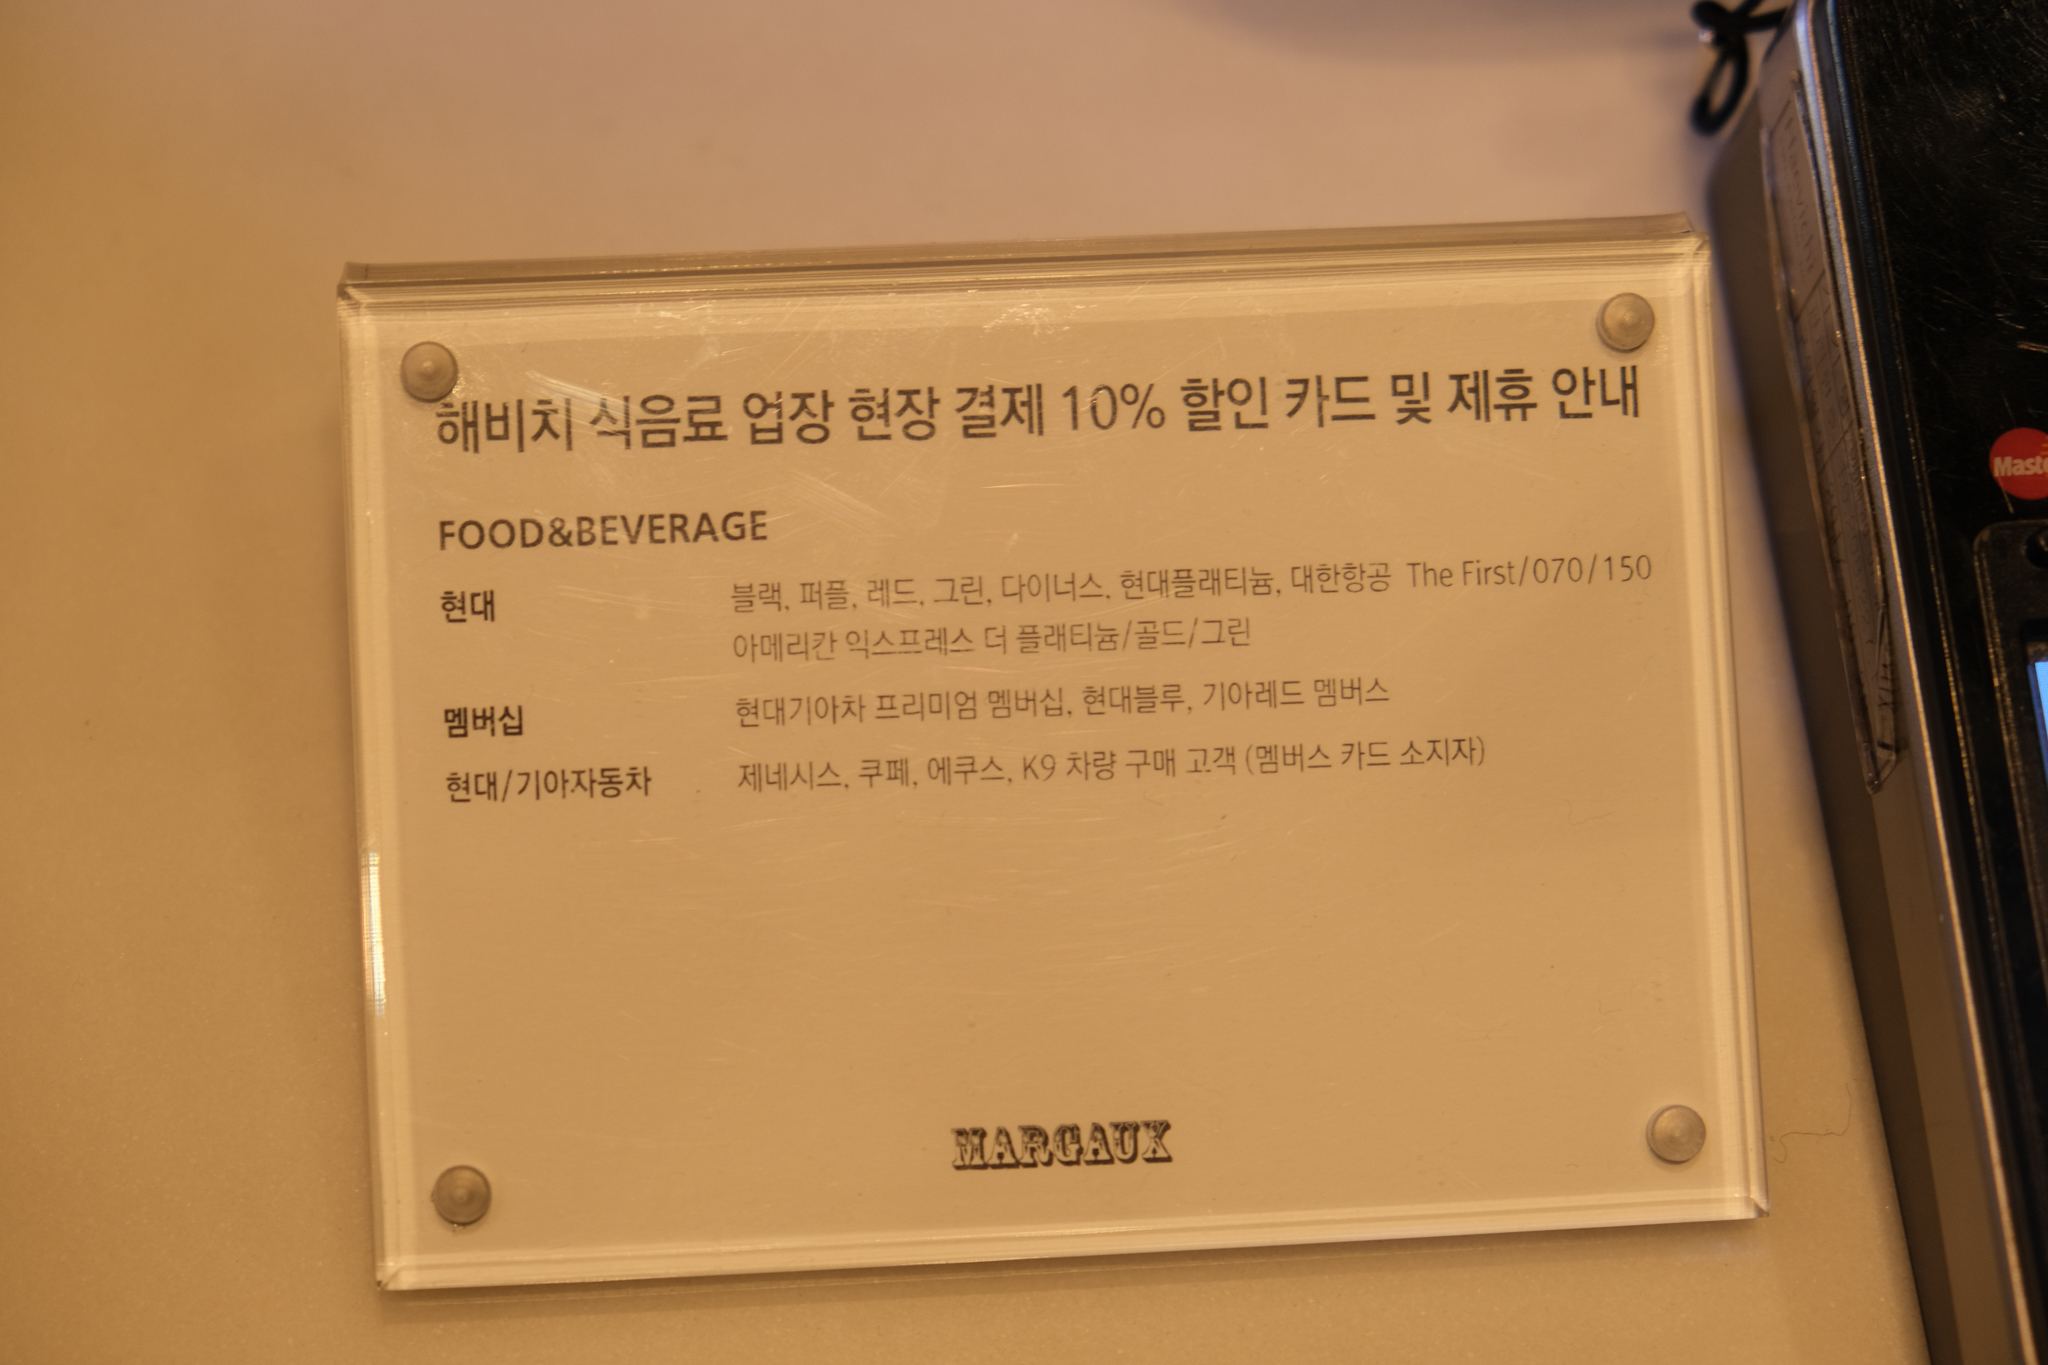 해비치 식음료 업장 현장 결제 10% 할인 카드 및 제휴 안내
FOOD&BEVERAGE
현대 블랙, 퍼플, 레드, 그린, 다이너스, 현대플래티늄, 대한항공 The First/070/150
아메리칸 익스프레스 더 플래티늄/골드/그린
멤버십 현대기아차 프리미엄 멤버십, 현대블루, 기아레드 멤버스
현대/기아자동차 제네시스, 쿠페, 에쿠스, K9 차량 구매 고객 (멤버스 카드 소지자)
MARGAUX
Maste